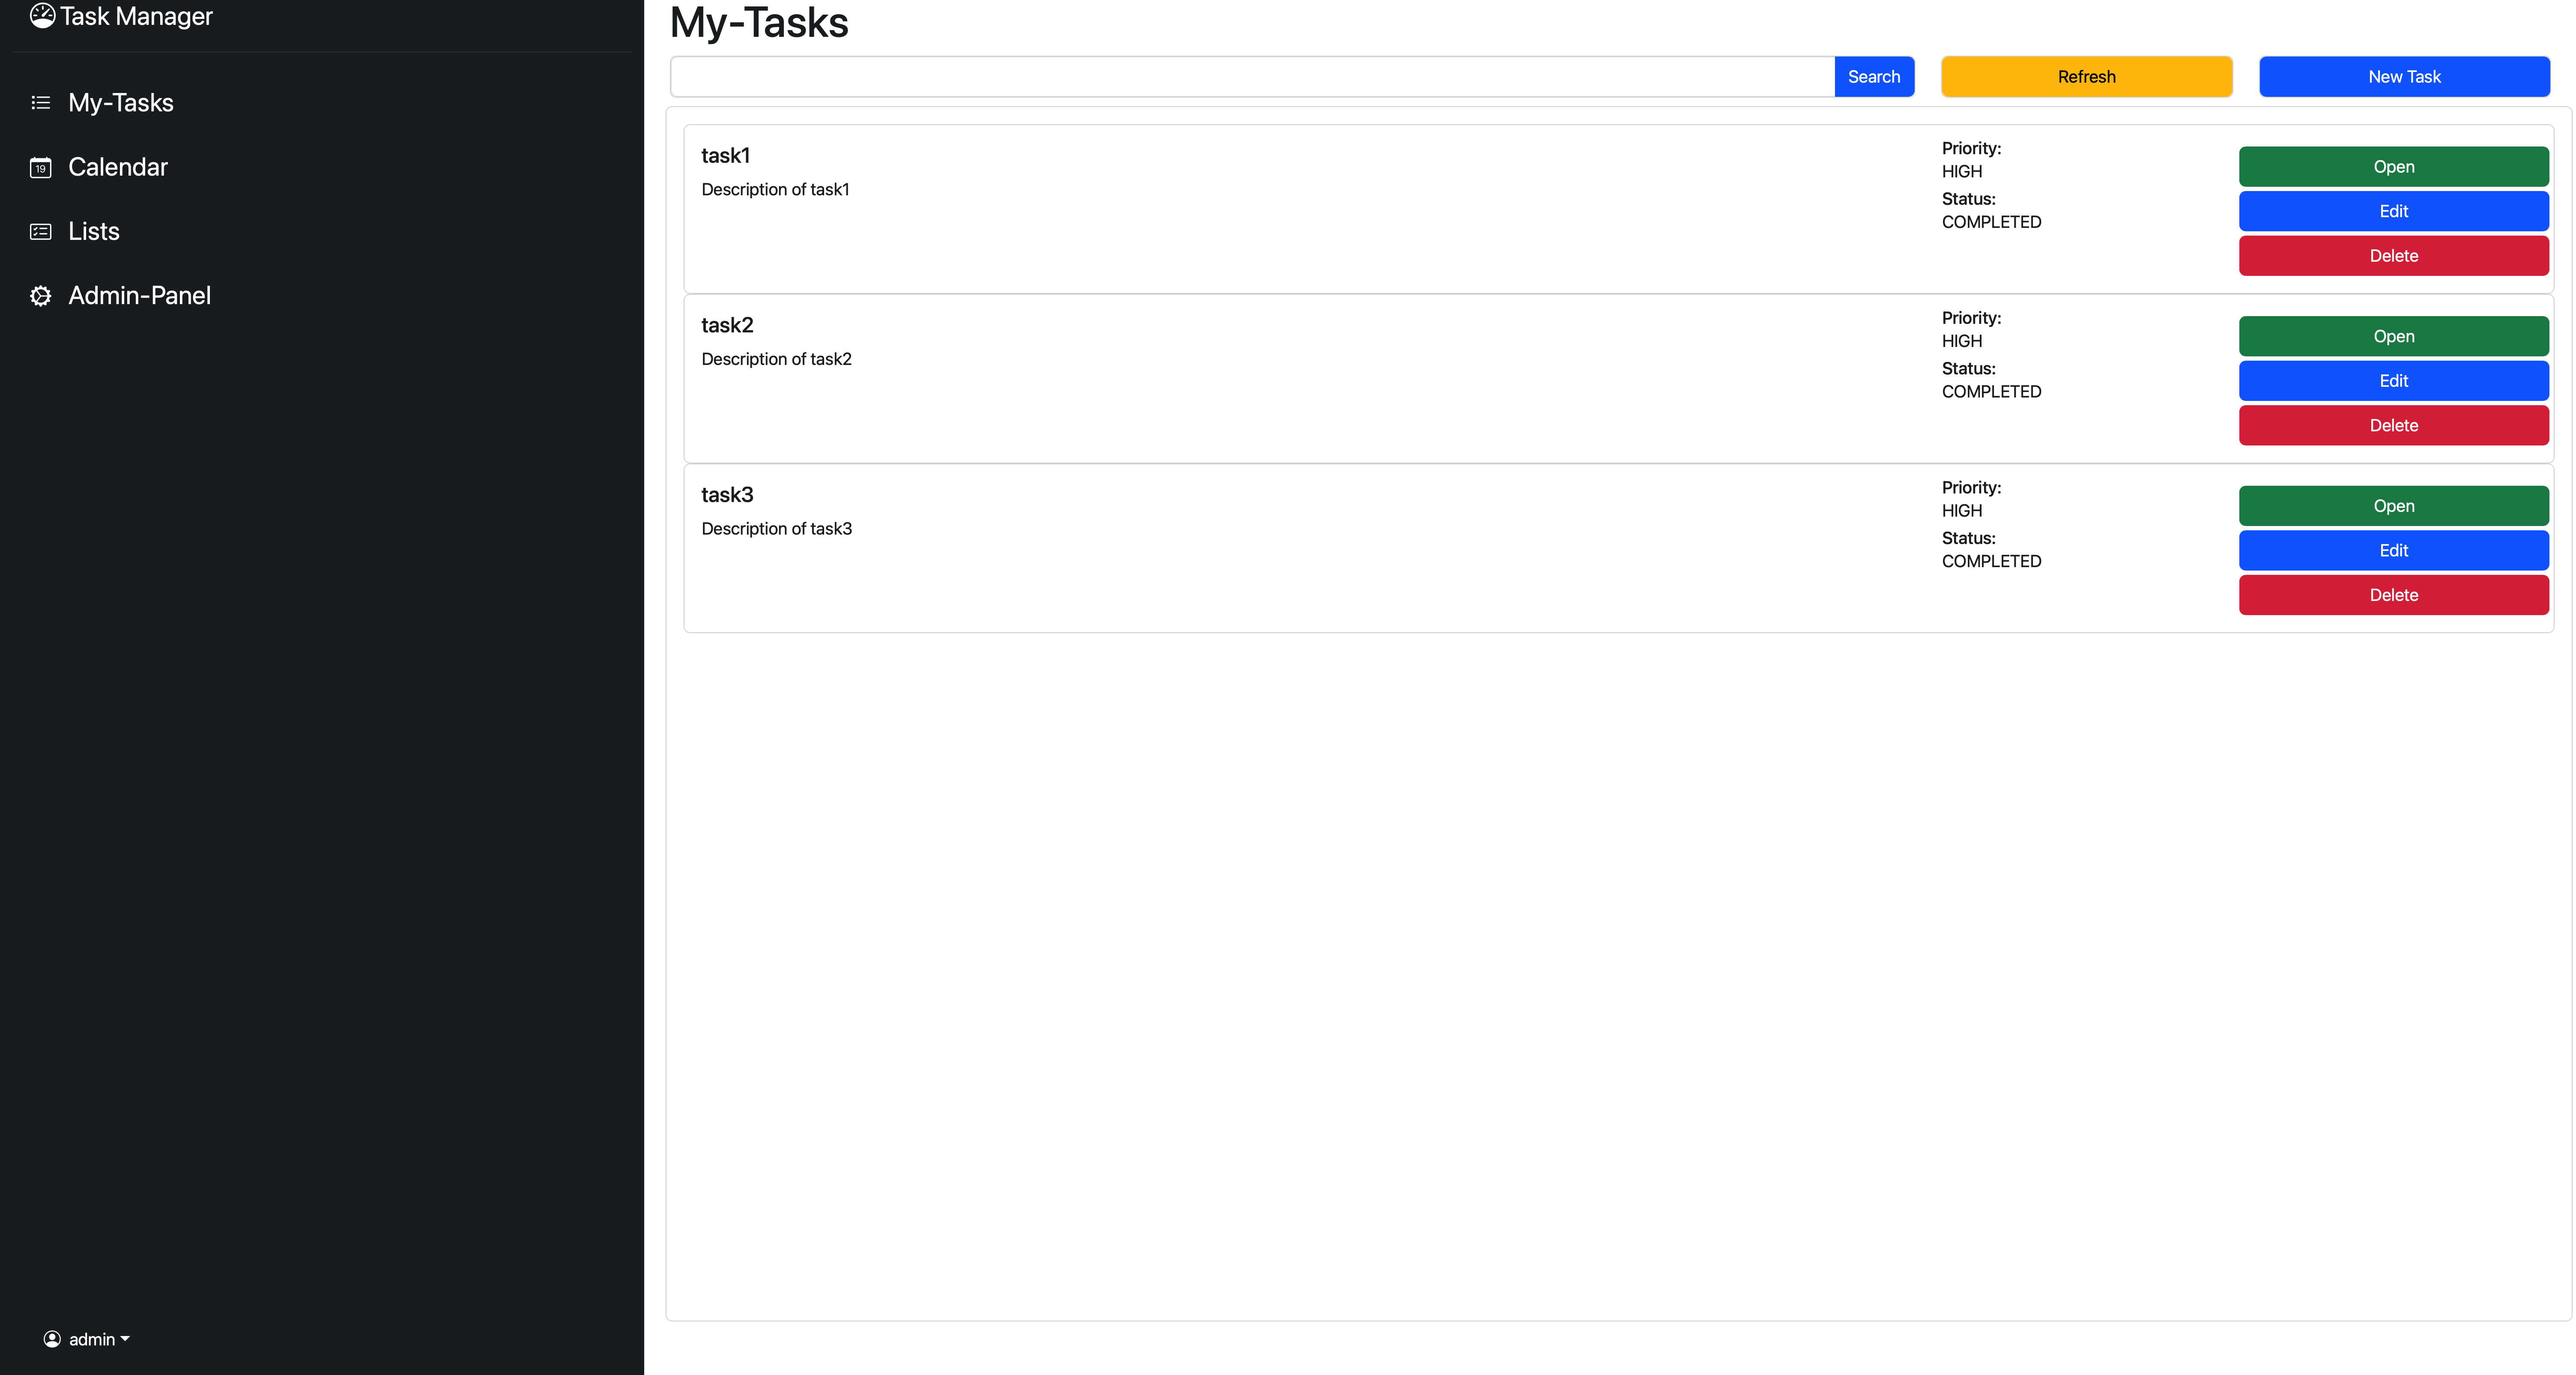 Task Manager
My-Tasks
19
Calendar
Lists
Admin-Panel
admin
My-Tasks
Search
Refresh
New Task
task1
Description of task1
Priority:
HIGH
Status:
COMPLETED
Open
Edit
Delete
task2
Description of task2
Priority:
HIGH
Status:
COMPLETED
Open
Edit
Delete
task3
Description of task3
Priority:
HIGH
Status:
COMPLETED
Open
Edit
Delete